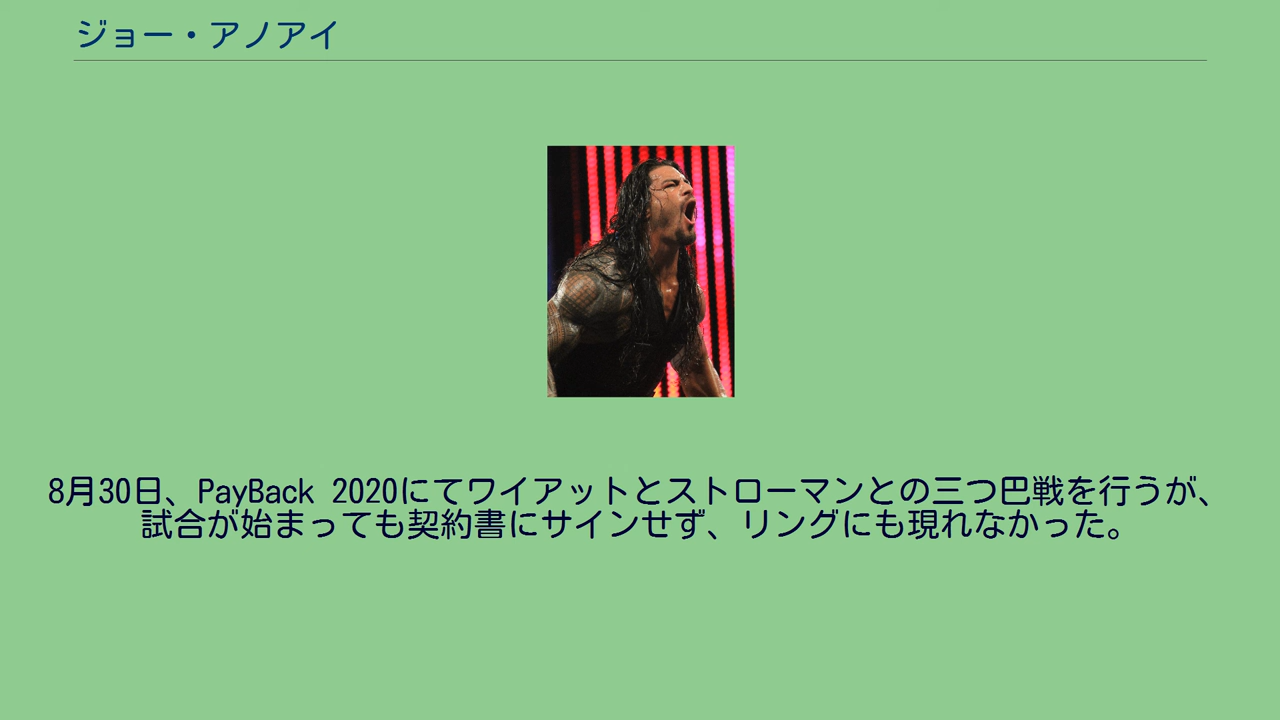 ジョー・アノアイ
8月30日、PayBack 2020にてワイアットとストローマンとの三つ巴戦を行うが、
試合が始まっても契約書にサインせず、リングにも現れなかった。